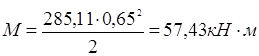 M = 285,11·0,65² / 2 = 57,43кН·м